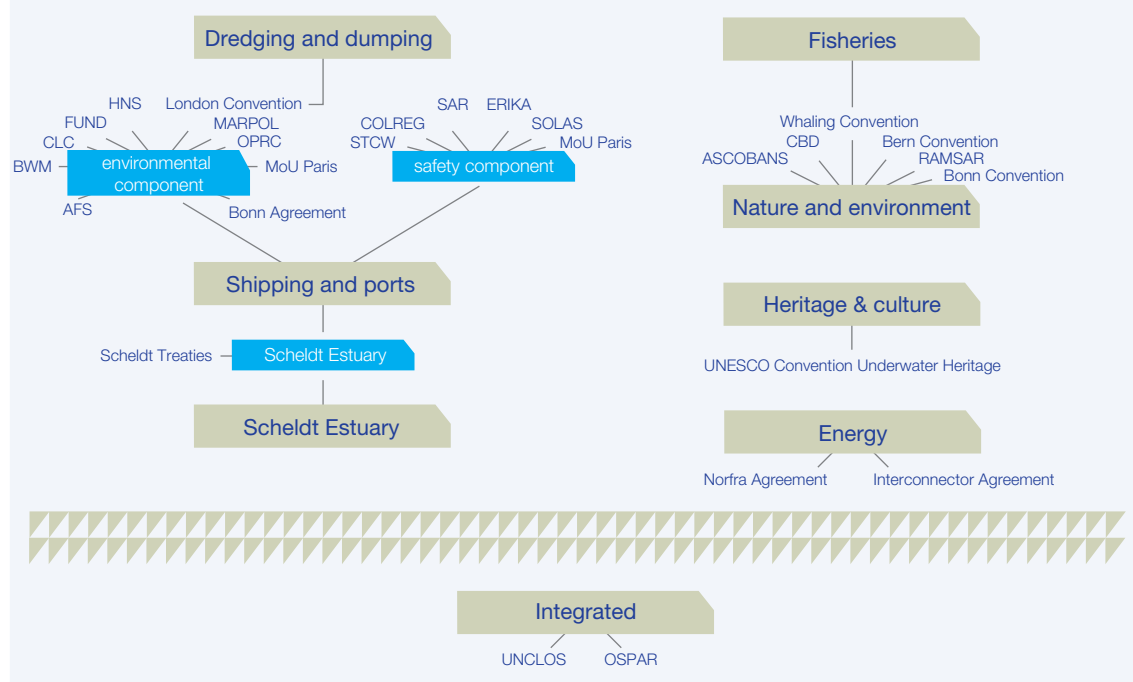 Dredging and dumping
Fisheries
HNS
London Convention
FUND
MARPOL
CLC
OPRC
BWM
environmental
component
MoU Paris
AFS
Bonn Agreement
SAR
ERIKA
COLREG
SOLAS
STCW
MoU Paris
safety component
Whaling Convention
CBD
Bern Convention
ASCOBANS
RAMSAR
Bonn Convention
Nature and environment
Shipping and ports
Heritage & culture
Scheldt Treaties
Scheldt Estuary
UNESCO Convention Underwater Heritage
Scheldt Estuary
Energy
Norfra Agreement
Interconnector Agreement
Integrated
UNCLOS
OSPAR